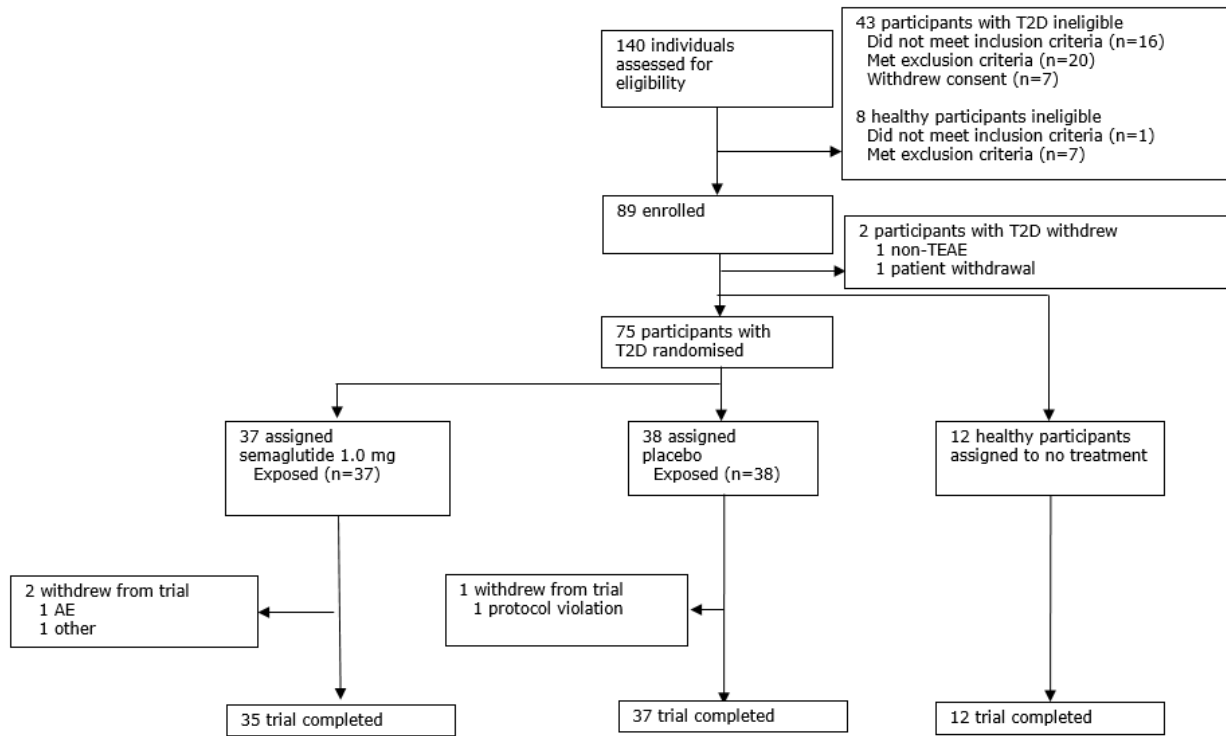 140 individuals
assessed for
eligibility
43 participants with T2D ineligible
Did not meet inclusion criteria (n=16)
Met exclusion criteria (n=20)
Withdrew consent (n=7)
8 healthy participants ineligible
Did not meet inclusion criteria (n=1)
Met exclusion criteria (n=7)
89 enrolled
2 participants with T2D withdrew
1 non-TEAE
1 patient withdrawal
75 participants with
T2D randomised
37 assigned
semaglutide 1.0 mg
Exposed (n=37)
38 assigned
placebo
Exposed (n=38)
12 healthy participants
assigned to no treatment
2 withdrew from trial
1 AE
1 other
1 withdrew from trial
1 protocol violation
35 trial completed
37 trial completed
12 trial completed